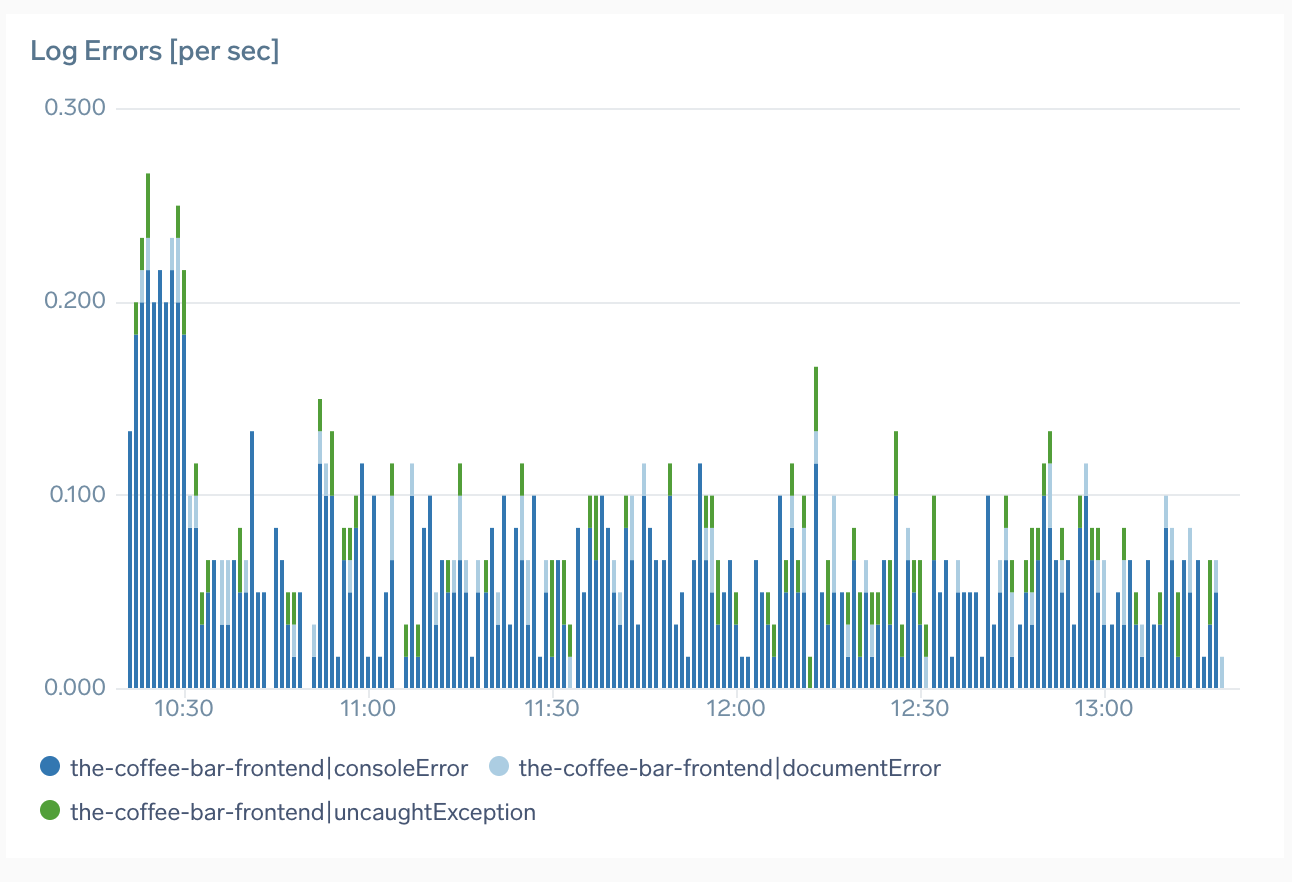 Log Errors [per sec]
0.300
0.200
0.100
0.000
10:30 11:00 11:30 12:00 12:30 13:00
the-coffee-bar-frontend|consoleError the-coffee-bar-frontend|documentError
the-coffee-bar-frontend|uncaughtException